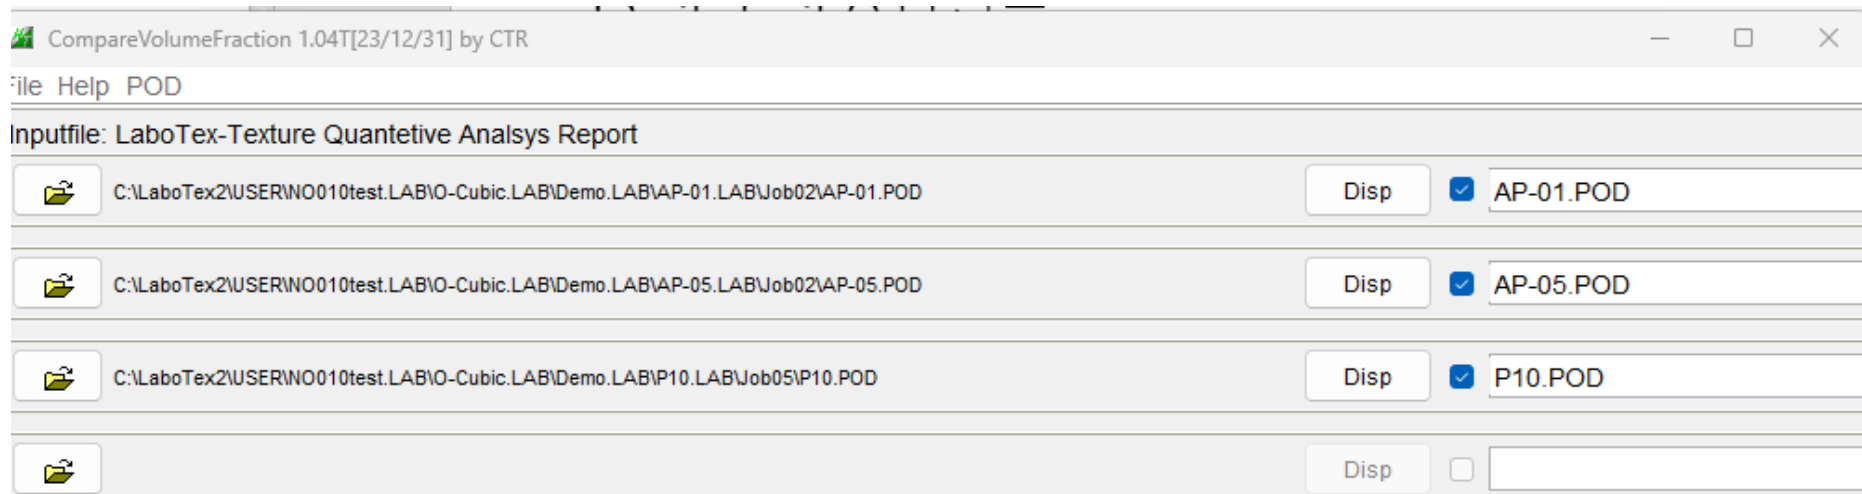 CompareVolumeFraction 1.04T[23/12/31] by CTR
File Help POD
Inputfile: LaboTex-Texture Quantetive Analsys Report
C:\LaboTex2\USER\NO010test.LAB\O-Cubic.LAB\Demo.LAB\AP-01.LAB\Job02\AP-01.POD Disp AP-01.POD
C:\LaboTex2\USER\NO010test.LAB\O-Cubic.LAB\Demo.LAB\AP-05.LAB\Job02\AP-05.POD Disp AP-05.POD
C:\LaboTex2\USER\NO010test.LAB\O-Cubic.LAB\Demo.LAB\P10.LAB\Job05\P10.POD Disp P10.POD
Disp